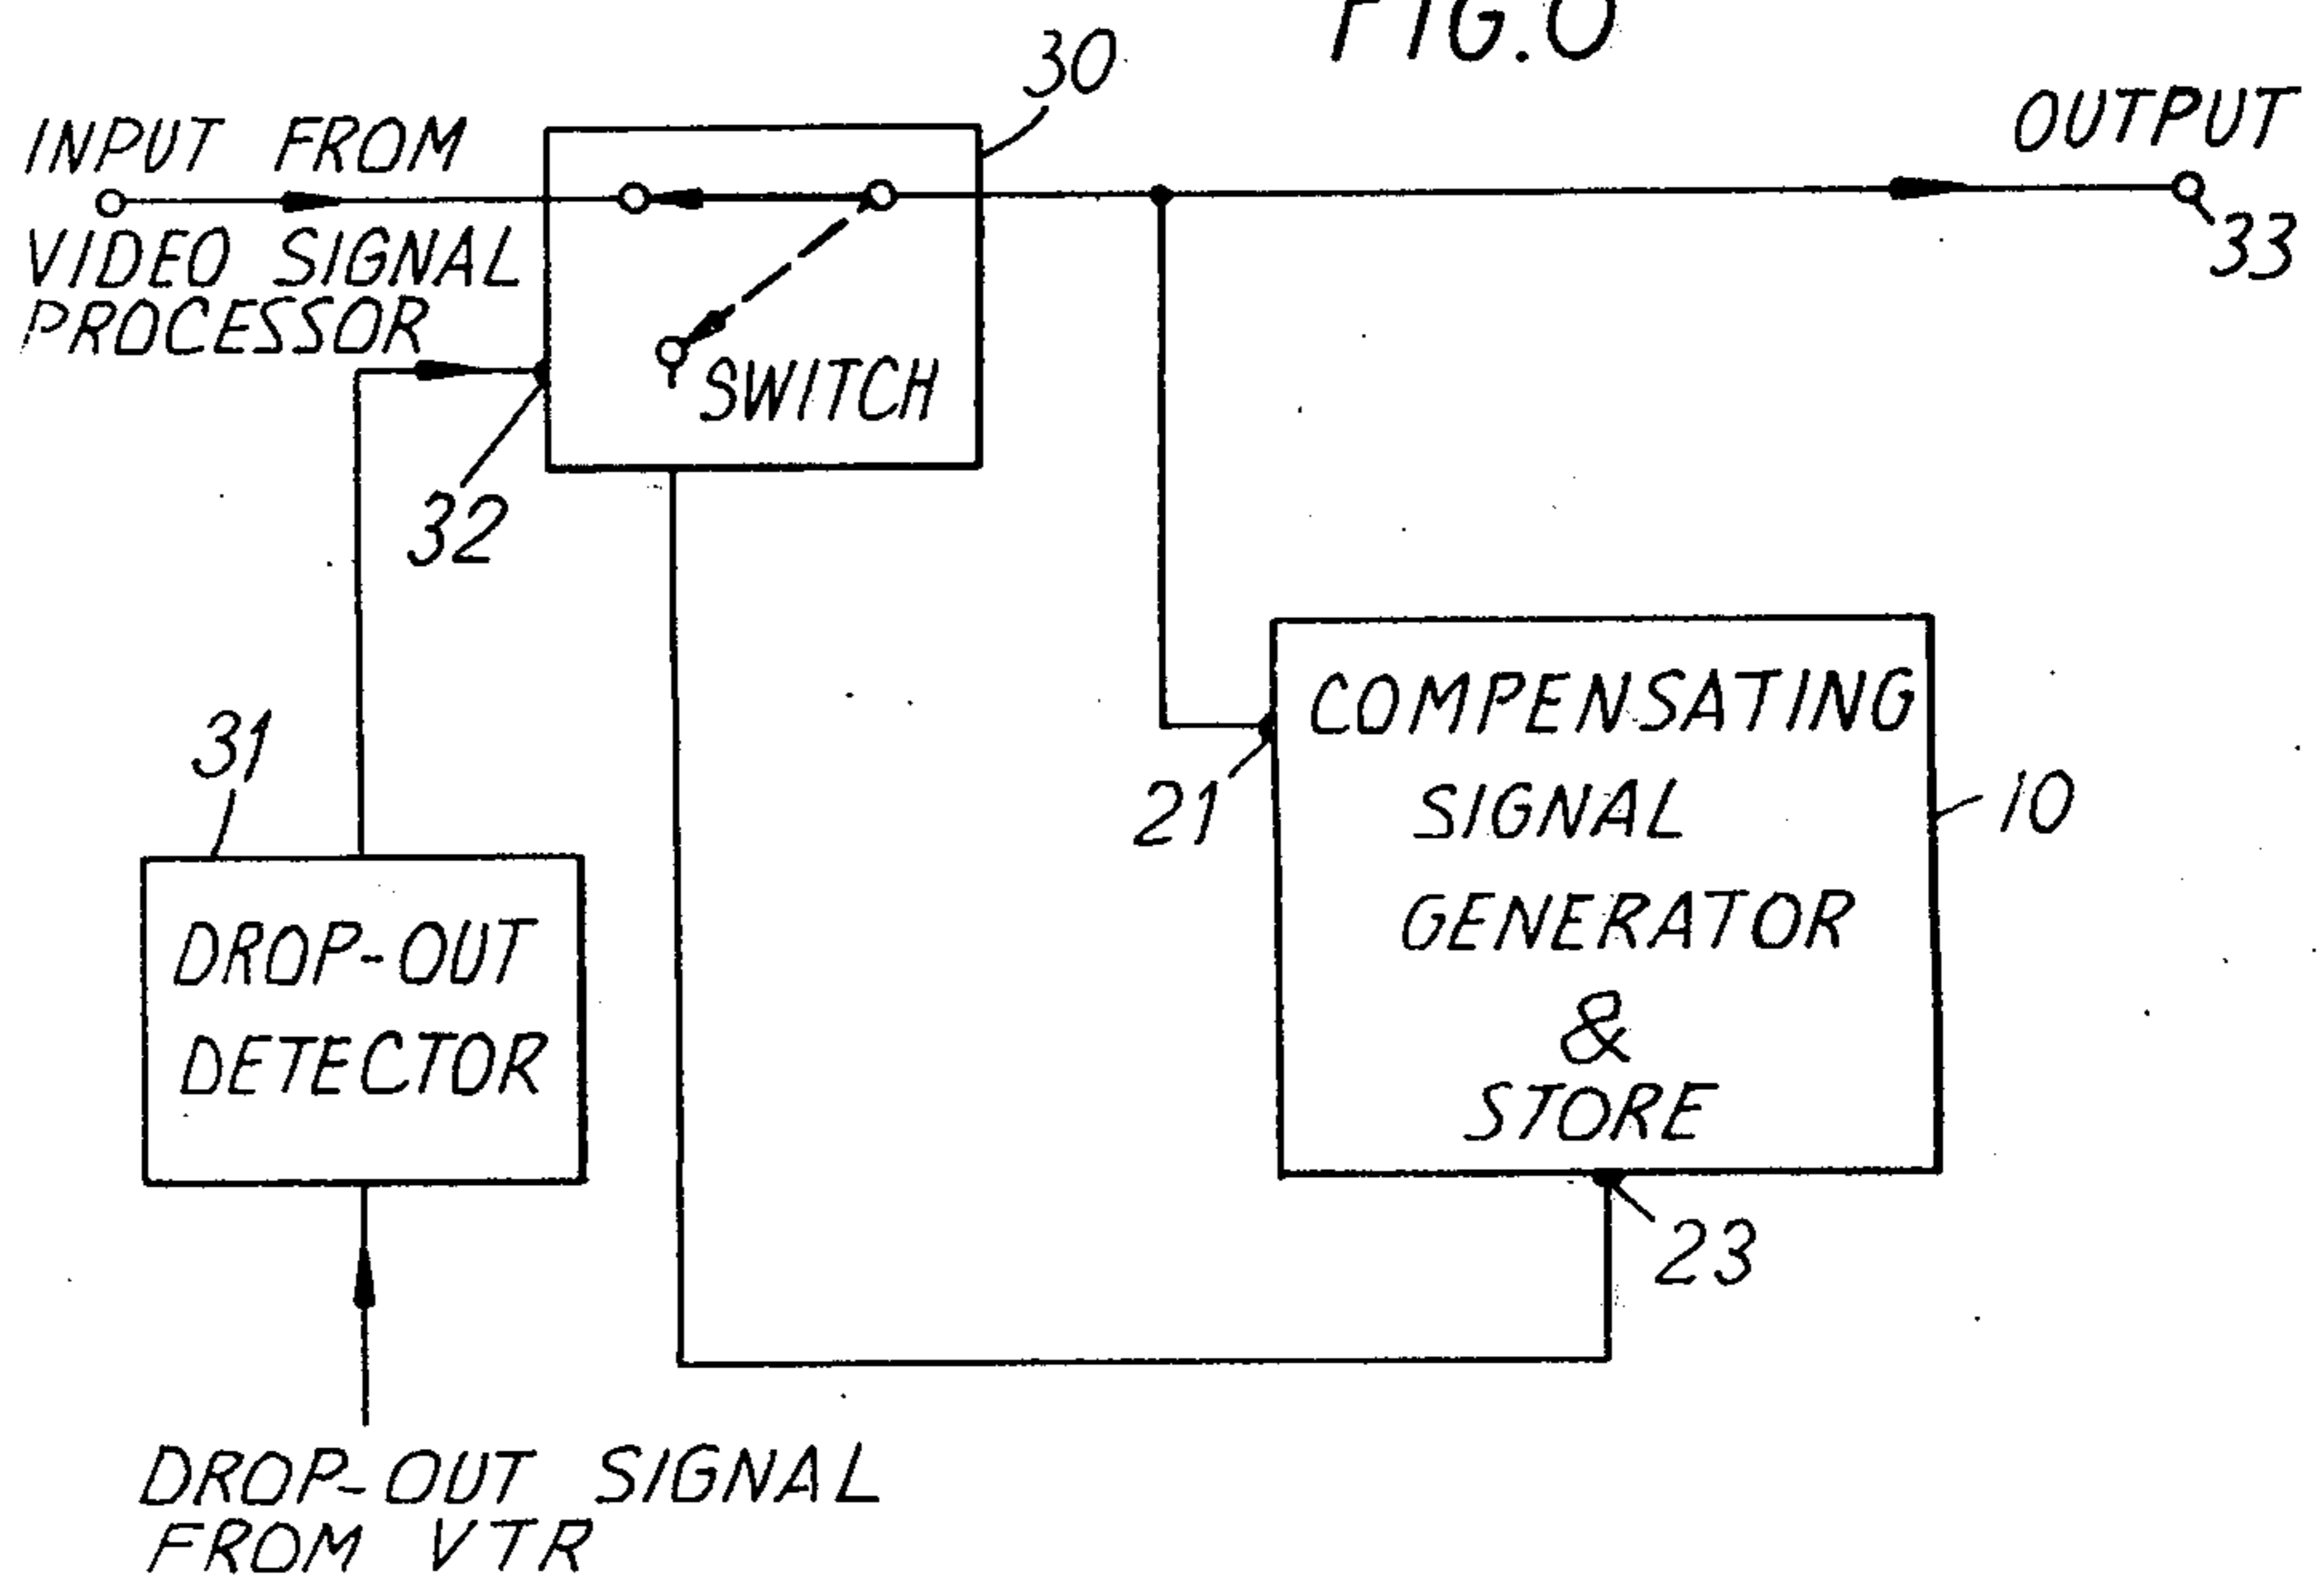 FIG.
30
INPUT FROM
VIDEO SIGNAL
PROCESSOR
OUTPUT
33
SWITCH
32
31
DROP-OUT
DETECTOR
21
COMPENSATING
SIGNAL
GENERATOR
&
STORE
10
23
DROP-OUT SIGNAL
FROM VTR